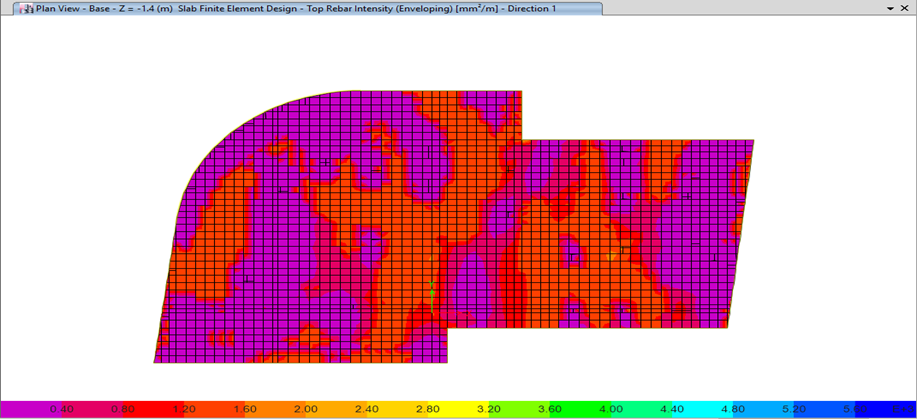 Plan View - Base - Z = -1.4 (m)  Slab Finite Element Design - Top Rebar Intensity (Enveloping) [mm²/m] - Direction 1
0.40 0.80 1.20 1.60 2.00 2.40 2.80 3.20 3.60 4.00 4.40 4.80 5.20